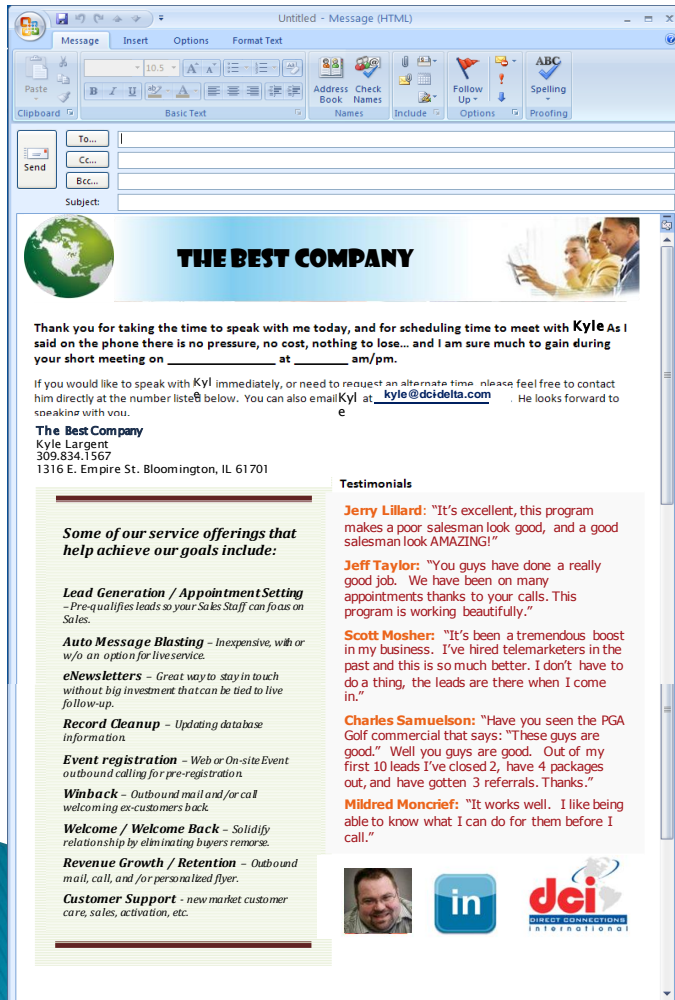 Untitled - Message (HTML)
Message Insert Options Format Text
Paste
10.5
A A
B I U ab A
Address Book
Check Names
Follow Up
ABC
Spelling
Clipboard Basic Text Names Include Options Proofing
Send
To...
Cc...
Bcc...
Subject:
THE BEST COMPANY
Thank you for taking the time to speak with me today, and for scheduling time to meet with Kyle As I
said on the phone there is no pressure, no cost, nothing to lose… and I am sure much to gain during
your short meeting on _______________ at ________ am/pm.
If you would like to speak with Kyle immediately, or need to request an alternate time, please feel free to contact
him directly at the number listed below. You can also email Kyle at kyle@dci-delta.com . He looks forward to
speaking with you.
The Best Company
Kyle Largent
309.834.1567
1316 E. Empire St. Bloomington, IL 61701
Some of our service offerings that
help achieve our goals include:
Lead Generation / Appointment Setting
– Pre-qualifies leads so your Sales Staff can focus on
Sales.
Auto Message Blasting – Inexpensive, with or
w/o an option for live service.
eNewsletters – Great way to stay in touch
without big investment that can be tied to live
follow-up.
Record Cleanup – Updating database
information.
Event registration – Web or On-site Event
outbound calling for pre-registration.
Winback – Outbound mail and/or call
welcoming ex-customers back.
Welcome / Welcome Back – Solidify
relationship by eliminating buyers remorse.
Revenue Growth / Retention – Outbound
mail, call, and /or personalized flyer.
Customer Support - new market customer
care, sales, activation, etc.
Testimonials
Jerry Lillard: “It’s excellent, this program
makes a poor salesman look good, and a good
salesman look AMAZING!”
Jeff Taylor: “You guys have done a really
good job. We have been on many
appointments thanks to your calls. This
program is working beautifully.”
Scott Mosher: “It’s been a tremendous boost
in my business. I’ve hired telemarketers in the
past and this is so much better. I don’t have to
do a thing, the leads are there when I come
in.”
Charles Samuelson: “Have you seen the PGA
Golf commercial that says: “These guys are
good.” Well you guys are good. Out of my
first 10 leads I’ve closed 2, have 4 packages
out, and have gotten 3 referrals. Thanks.”
Mildred Moncrief: “It works well. I like being
able to know what I can do for them before I
call.”
in
dci
DIRECT CONNECTIONS
international